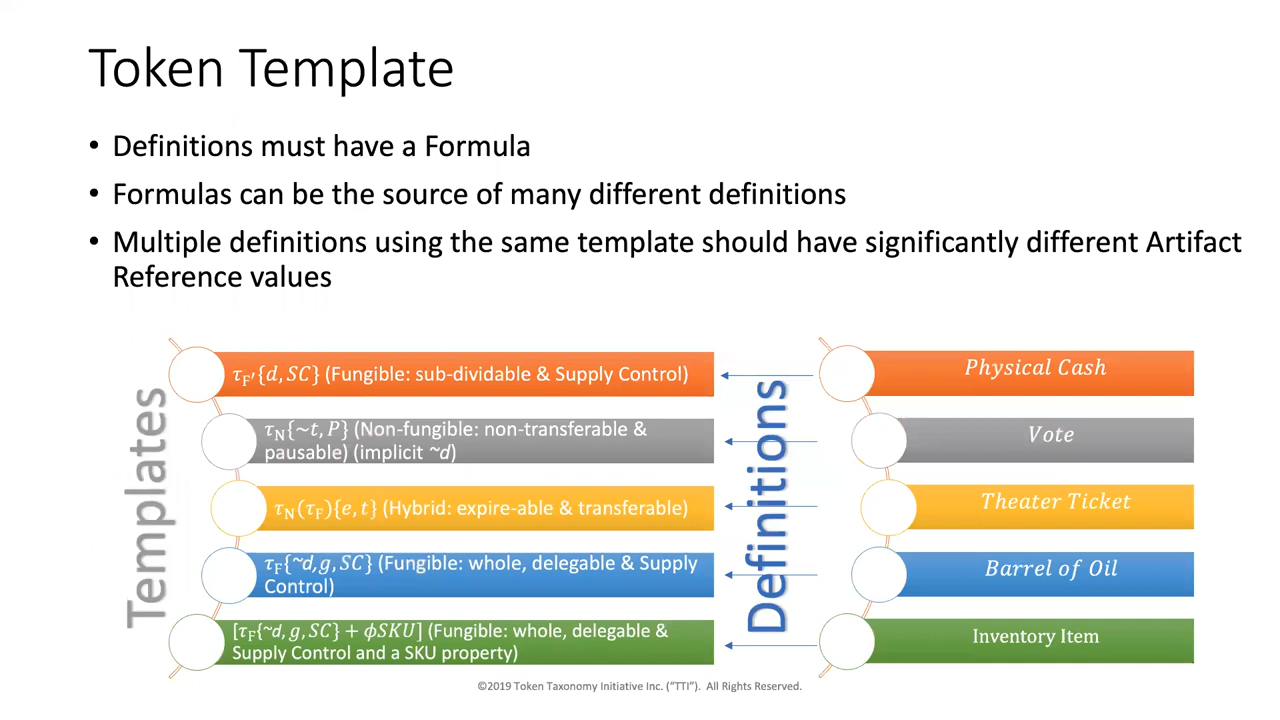 Token Template
• Definitions must have a Formula
• Formulas can be the source of many different definitions
• Multiple definitions using the same template should have significantly different Artifact
Reference values
Templates
τF′{d, SC} (Fungible: sub-dividable & Supply Control)
τN{~t, P} (Non-fungible: non-transferable &
pausable) (implicit ~d)
τN(τF){e, t} (Hybrid: expire-able & transferable)
τF{~d, g, SC} (Fungible: whole, delegable & Supply
Control)
[τF{~d, g, SC} + ϕSKU] (Fungible: whole, delegable &
Supply Control and a SKU property)
Definitions
Physical Cash
Vote
Theater Ticket
Barrel of Oil
Inventory Item
©2019 Token Taxonomy Initiative Inc. (“TTI”). All Rights Reserved.